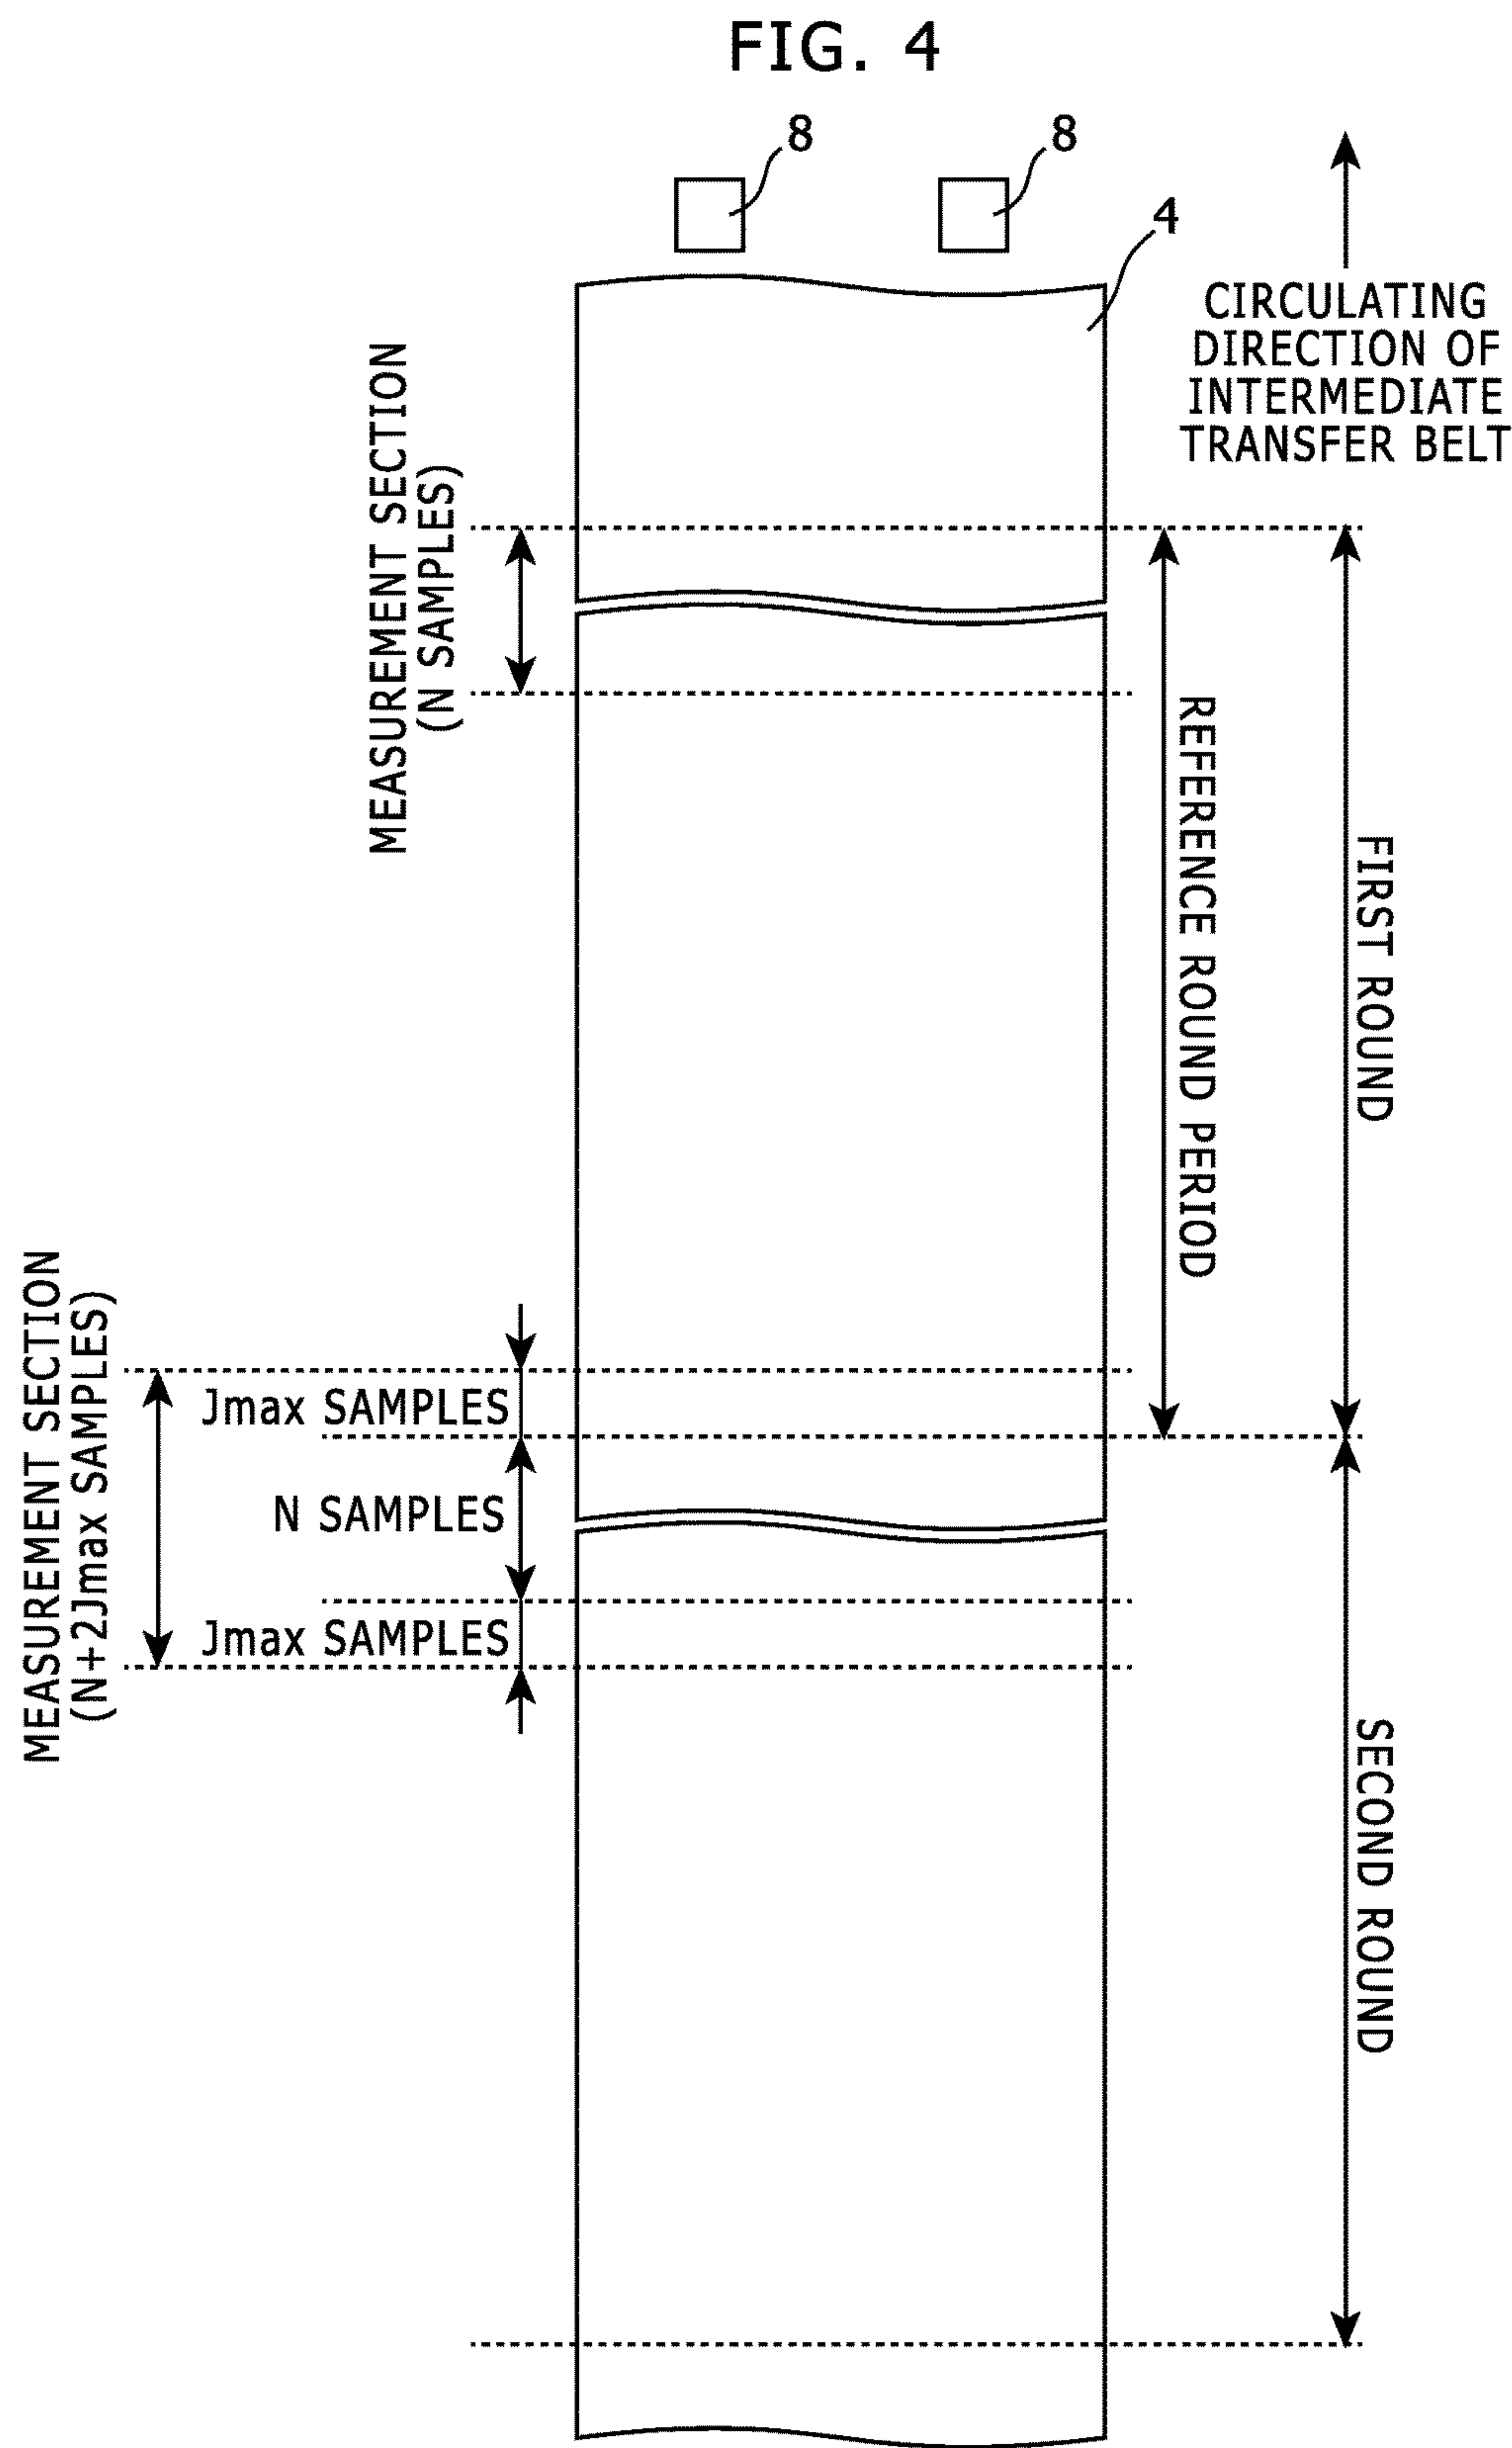 FIG. 4
8
8
4
CIRCULATING
DIRECTION OF
INTERMEDIATE
TRANSFER BELT
MEASUREMENT SECTION
(N SAMPLES)
REFERENCE ROUND PERIOD
FIRST ROUND
MEASUREMENT SECTION
(N+2Jmax SAMPLES)
Jmax SAMPLES
N SAMPLES
Jmax SAMPLES
SECOND ROUND